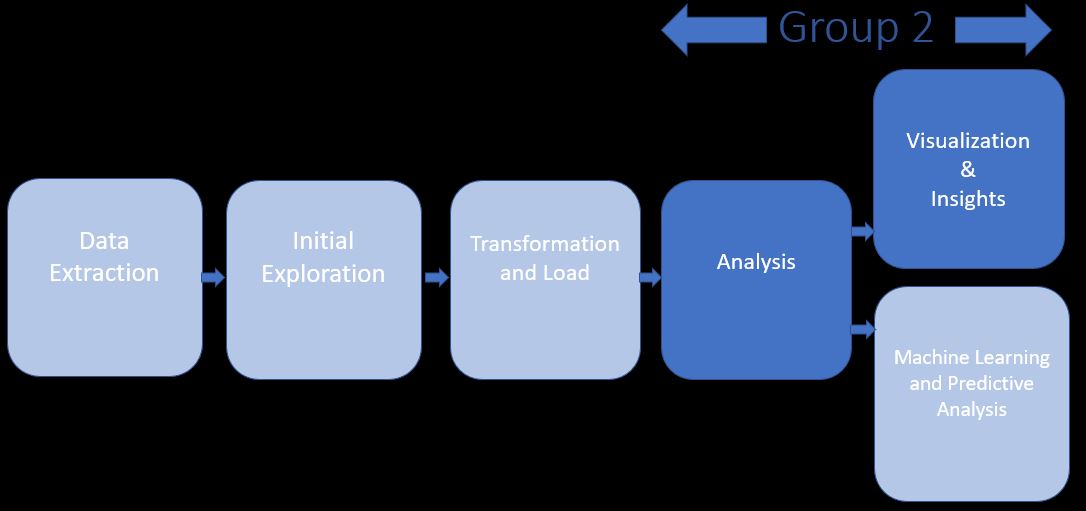 Group 2
Data
Extraction
Initial
Exploration
Transformation
and Load
Analysis
Visualization
&
Insights
Machine Learning
and Predictive
Analysis